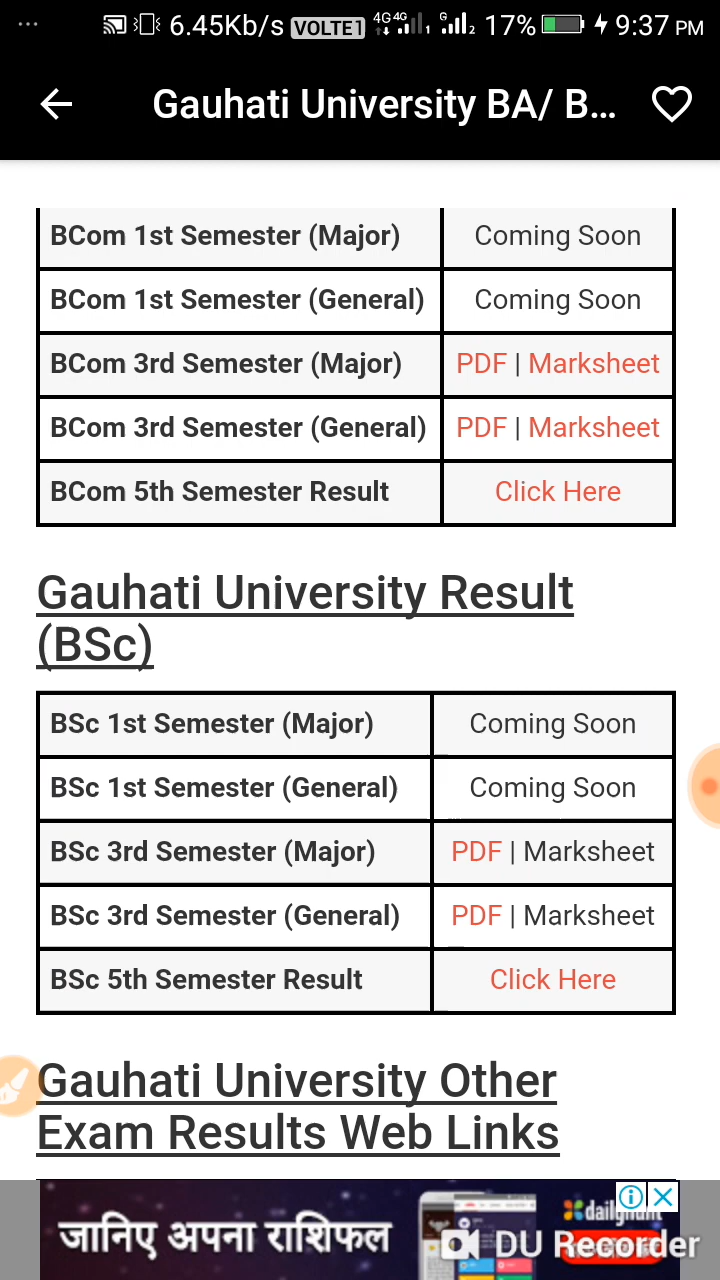 ... 6.45Kb/s VOLTE1 4G 4G 1 G 2 17% 9:37 PM
Gauhati University BA/ B...
BCom 1st Semester (Major) Coming Soon
BCom 1st Semester (General) Coming Soon
BCom 3rd Semester (Major) PDF | Marksheet
BCom 3rd Semester (General) PDF | Marksheet
BCom 5th Semester Result Click Here
Gauhati University Result
(BSc)
BSc 1st Semester (Major) Coming Soon
BSc 1st Semester (General) Coming Soon
BSc 3rd Semester (Major) PDF | Marksheet
BSc 3rd Semester (General) PDF | Marksheet
BSc 5th Semester Result Click Here
Gauhati University Other
Exam Results Web Links
जानिए अपना राशिफल
DU Recorder